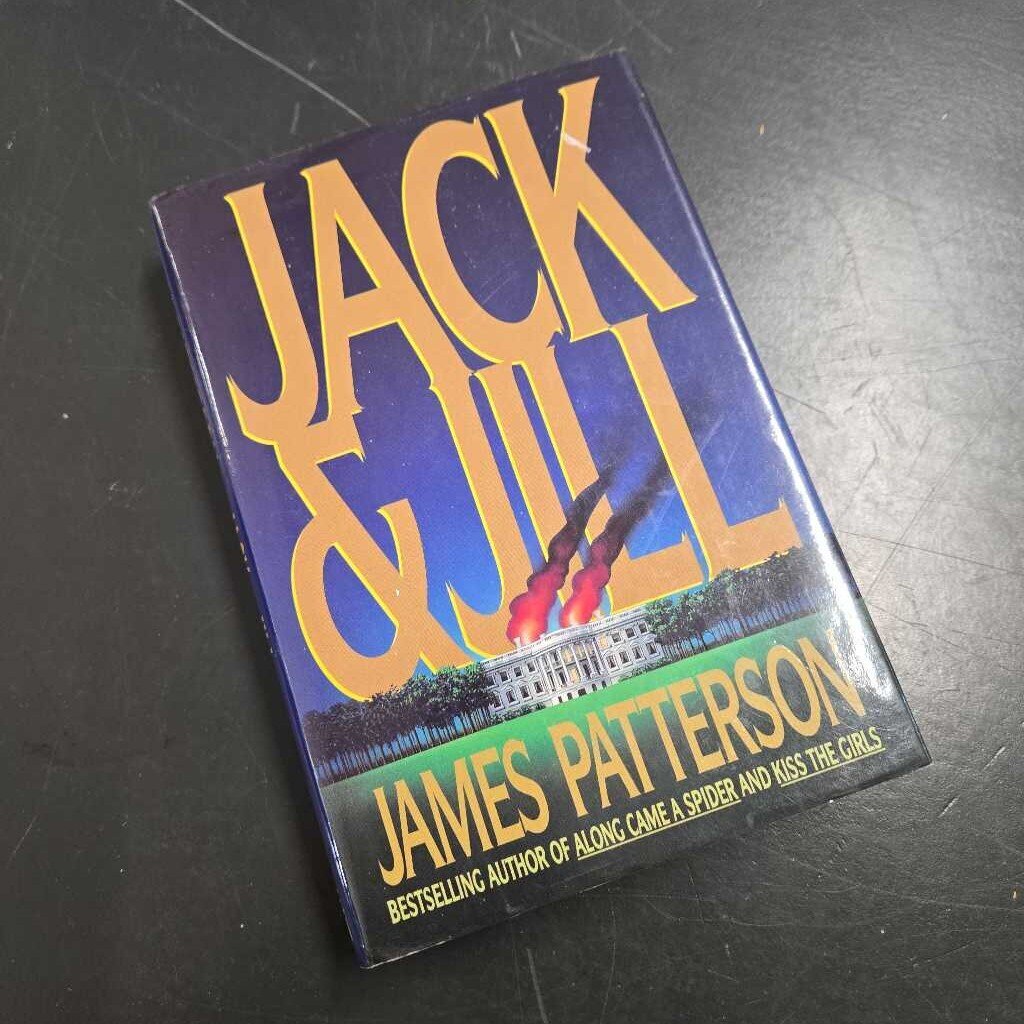 JACK
& JILL
JAMES PATTERSON
BESTSELLING AUTHOR OF ALONG CAME A SPIDER AND KISS THE GIRLS